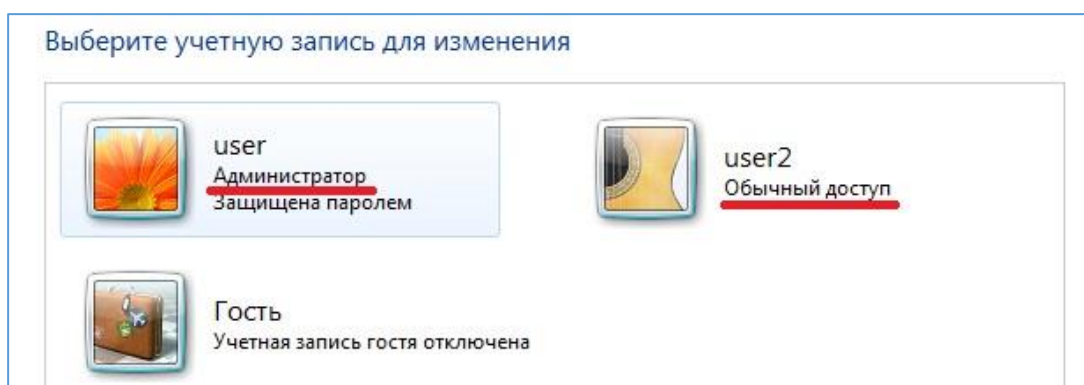 Выберите учетную запись для изменения
user
Администратор
Защищена паролем
user2
Обычный доступ
Гость
Учетная запись гостя отключена